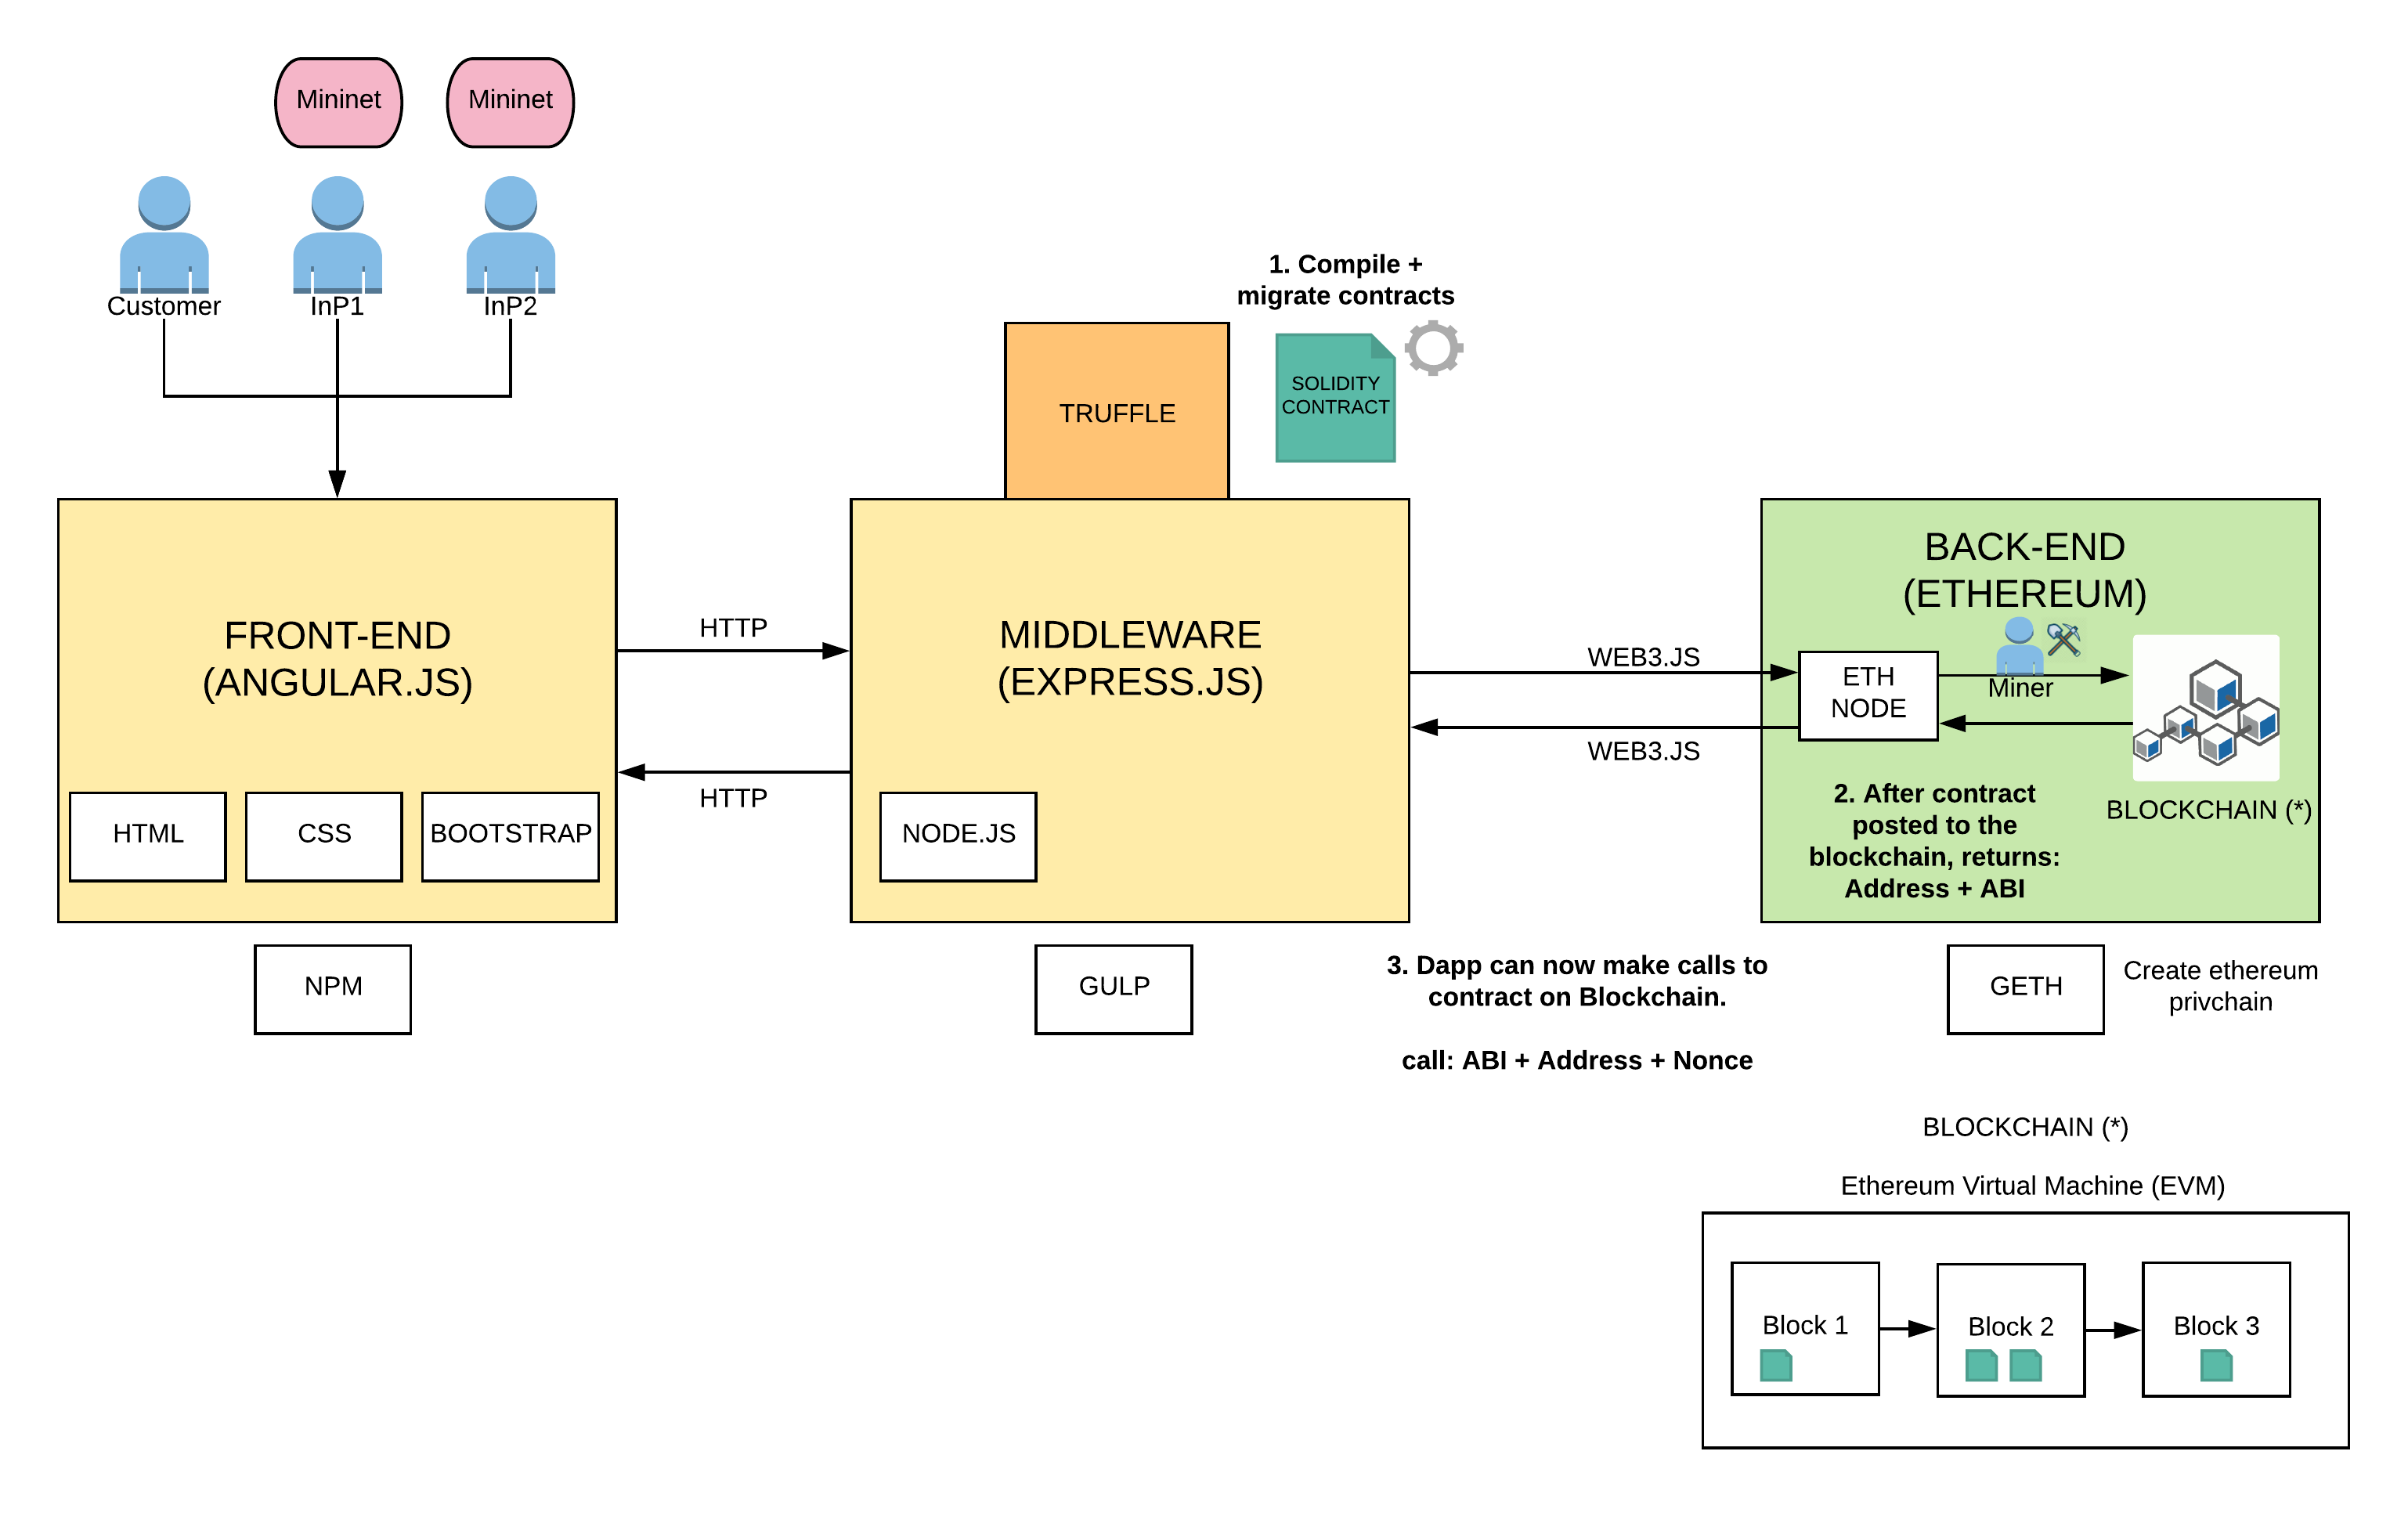 Mininet
Mininet
Customer
InP1
InP2
1. Compile +
migrate contracts
SOLIDITY
CONTRACT
TRUFFLE
FRONT-END
(ANGULAR.JS)
HTML
CSS
BOOTSTRAP
NPM
HTTP
HTTP
MIDDLEWARE
(EXPRESS.JS)
NODE.JS
GULP
WEB3.JS
WEB3.JS
BACK-END
(ETHEREUM)
ETH
NODE
Miner
BLOCKCHAIN (*)
2. After contract
posted to the
blockchain, returns:
Address + ABI
3. Dapp can now make calls to
contract on Blockchain.
call: ABI + Address + Nonce
GETH
Create ethereum
privchain
BLOCKCHAIN (*)
Ethereum Virtual Machine (EVM)
Block 1
Block 2
Block 3